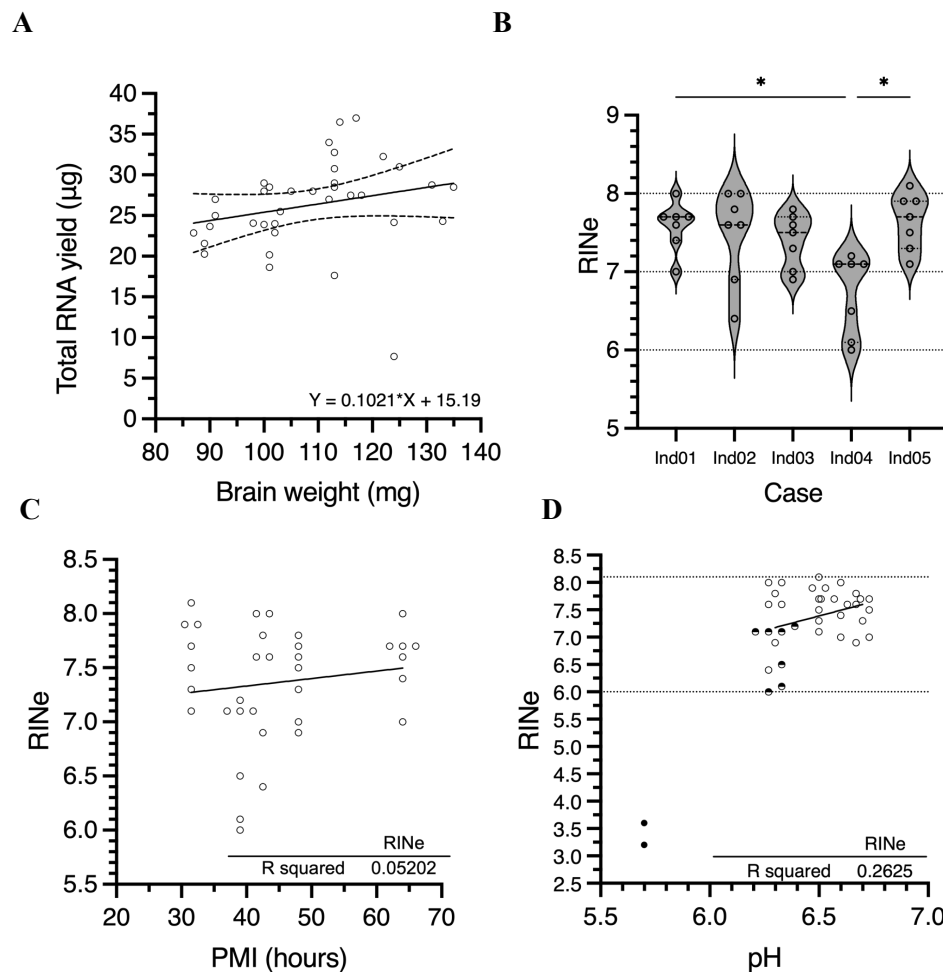 A
B
Total RNA yield (µg)
40
35
30
25
20
15
10
5
0
Y = 0.1021*X + 15.19
80 90 100 110 120 130 140
Brain weight (mg)
* *
RINe
9
8
7
6
5
Ind01 Ind02 Ind03 Ind04 Ind05
Case
C
D
RINe
8.5
8.0
7.5
7.0
6.5
6.0
5.5
RINe
R squared 0.05202
20 30 40 50 60 70
PMI (hours)
RINe
8.5
8.0
7.5
7.0
6.5
6.0
5.5
5.0
4.5
4.0
3.5
3.0
2.5
RINe
R squared 0.2625
5.5 6.0 6.5 7.0
pH